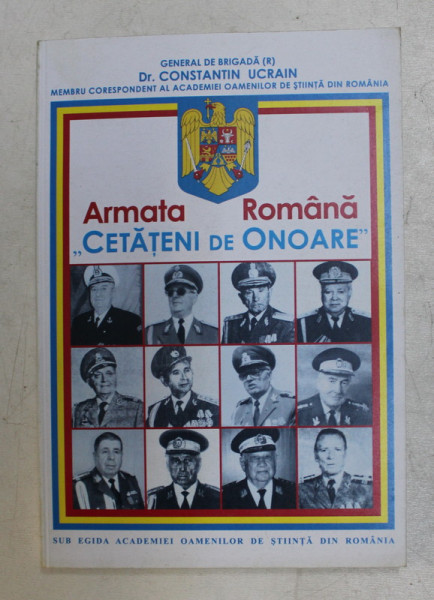 GENERAL DE BRIGADĂ (R)
Dr. CONSTANTIN UCRAIN
MEMBRU CORESPONDENT AL ACADEMIEI OAMENILOR DE ŞTIINŢĂ DIN ROMÂNIA
Armata Română
„CETĂŢENI DE ONOARE"
SUB EGIDA ACADEMIEI OAMENILOR DE ŞTIINŢĂ DIN ROMÂNIA